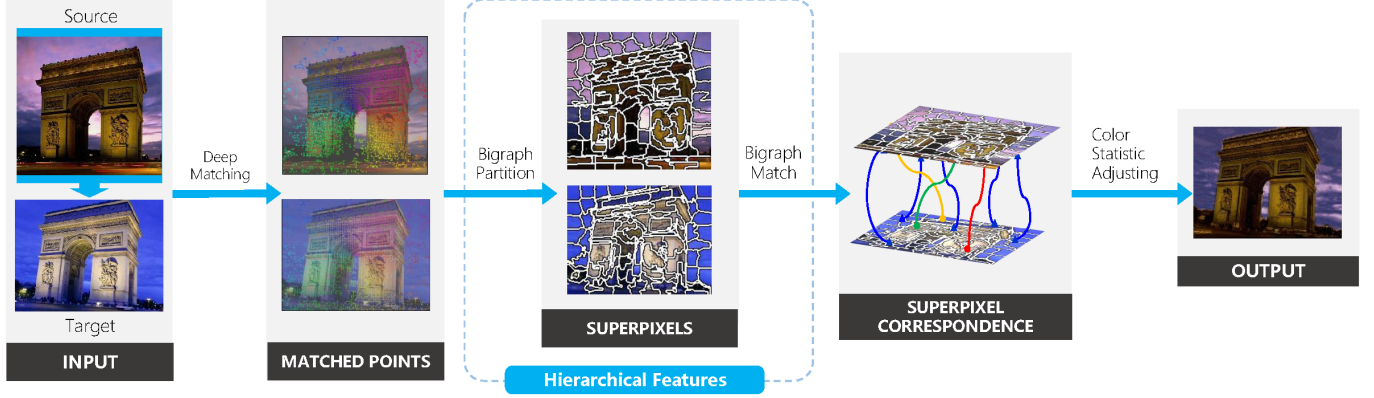 Source
Target
INPUT
Deep
Matching
MATCHED POINTS
Bigraph
Partition
SUPERPIXELS
Hierarchical Features
Bigraph
Match
SUPERPIXEL
CORRESPONDENCE
Color
Statistic
Adjusting
OUTPUT